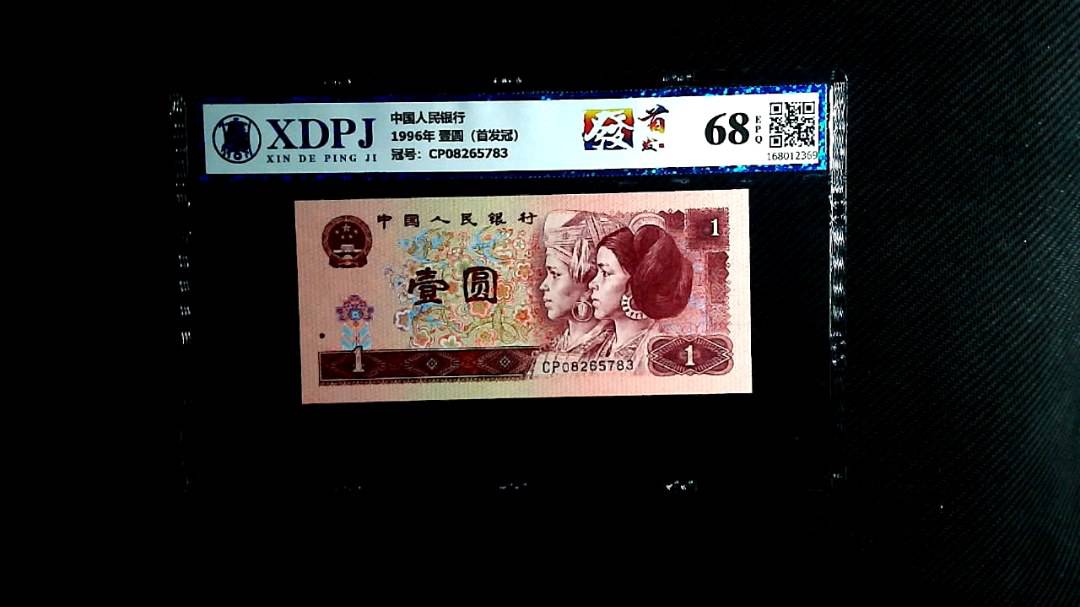 XDPJ
XIN DE PING JI
中国人民银行
1996年 壹圆（首发冠）
冠号：CP08265783
發
首
发
68
EPQ
168012369
中国人民银行
1
壹圆
1
CP08265783
1